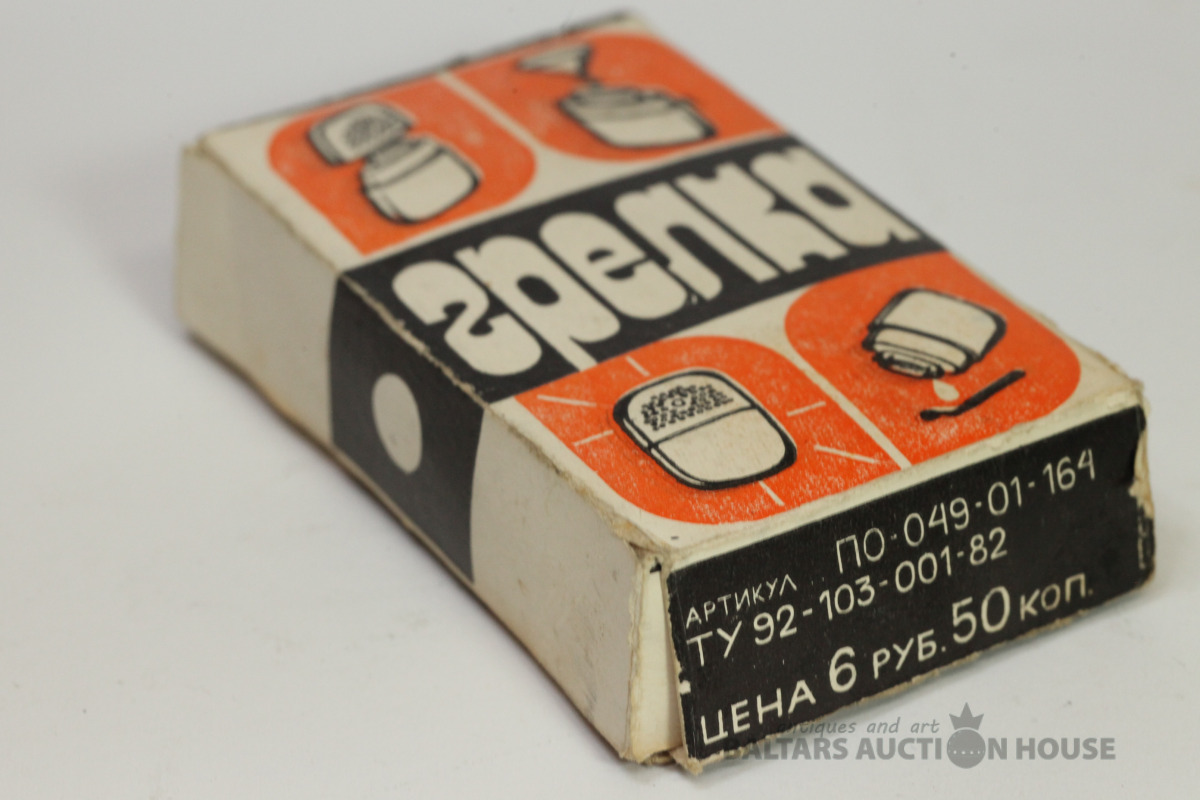 грелка
АРТИКУЛ ПО-049-01-164
ТУ 92-103-001-82
ЦЕНА 6 РУБ. 50 КОП.
antiques and art
BALTARS AUCTION HOUSE